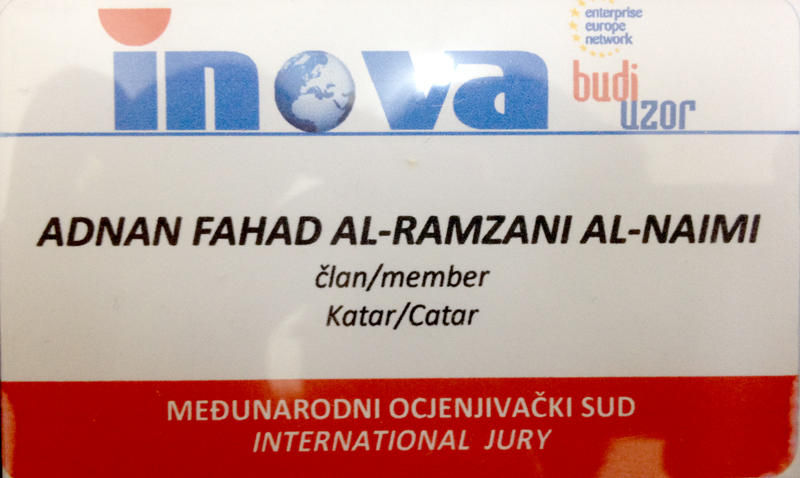 inova
enterprise
europe
network
budi
uzor
ADNAN FAHAD AL-RAMZANI AL-NAIMI
član/member
Katar/Catar
MEĐUNARODNI OCJENJIVAČKI SUD
INTERNATIONAL JURY